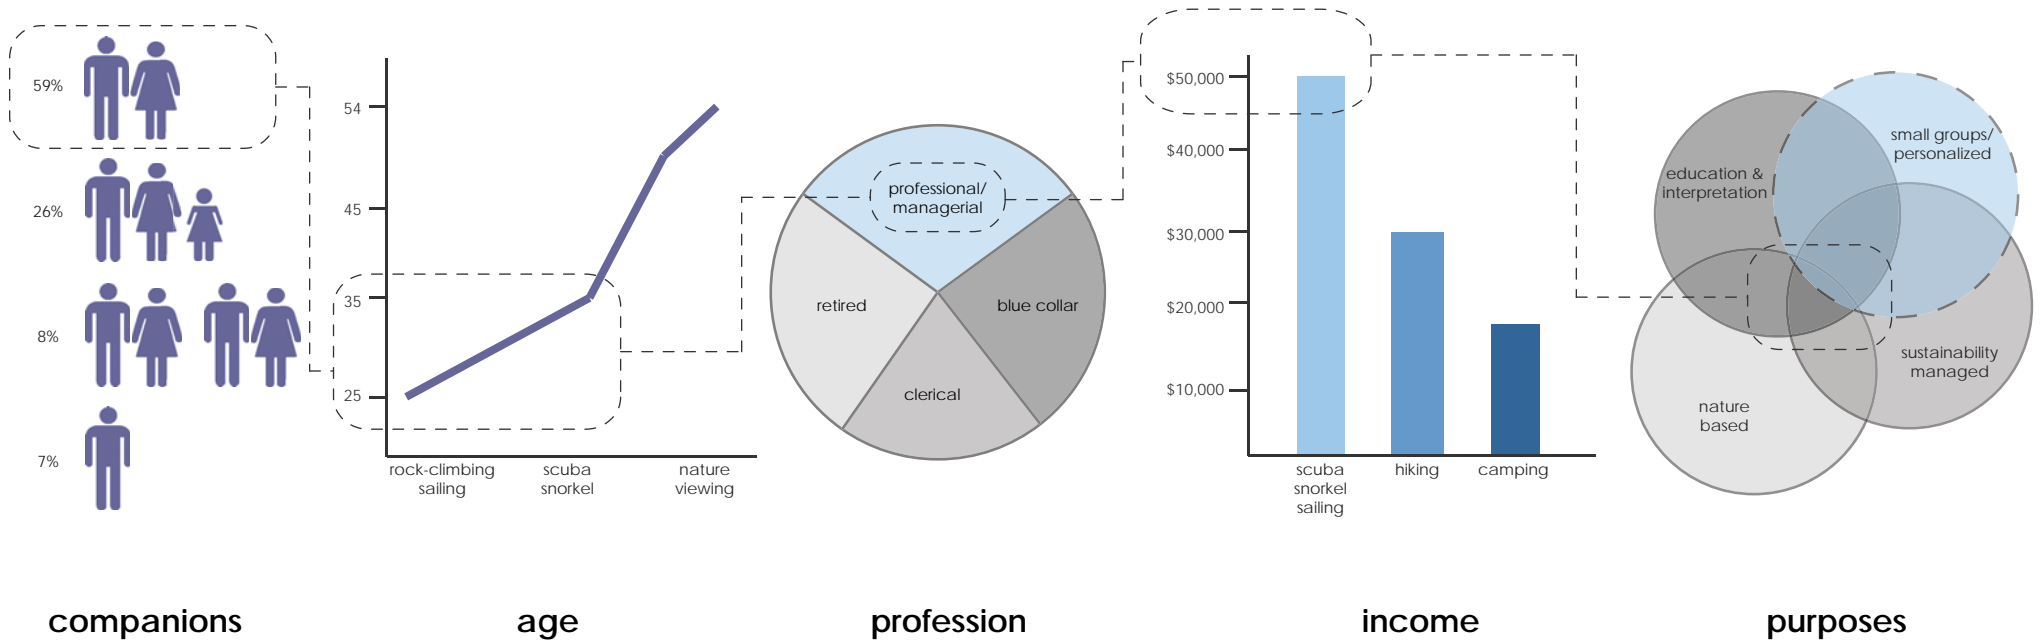 59%
26%
8%
7%
companions
54
45
35
25
rock-climbing
sailing
scuba
snorkel
nature
viewing
age
professional/
managerial
retired
blue collar
clerical
profession
$50,000
$40,000
$30,000
$20,000
$10,000
scuba
snorkel
sailing
hiking
camping
income
small groups/
personalized
education &
interpretation
sustainability
managed
nature
based
purposes